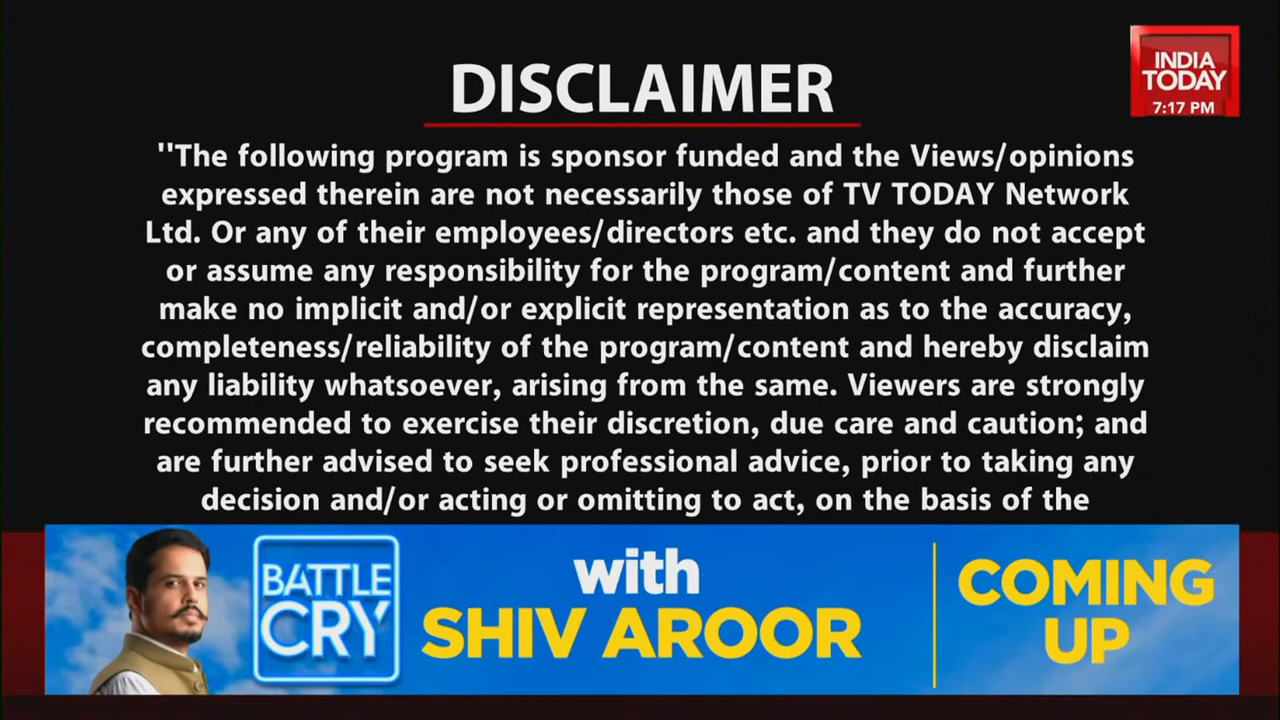 DISCLAIMER
INDIA
TODAY
7:17 PM
''The following program is sponsor funded and the Views/opinions
expressed therein are not necessarily those of TV TODAY Network
Ltd. Or any of their employees/directors etc. and they do not accept
or assume any responsibility for the program/content and further
make no implicit and/or explicit representation as to the accuracy,
completeness/reliability of the program/content and hereby disclaim
any liability whatsoever, arising from the same. Viewers are strongly
recommended to exercise their discretion, due care and caution; and
are further advised to seek professional advice, prior to taking any
decision and/or acting or omitting to act, on the basis of the
BATTLE
CRY
with
SHIV AROOR
COMING
UP